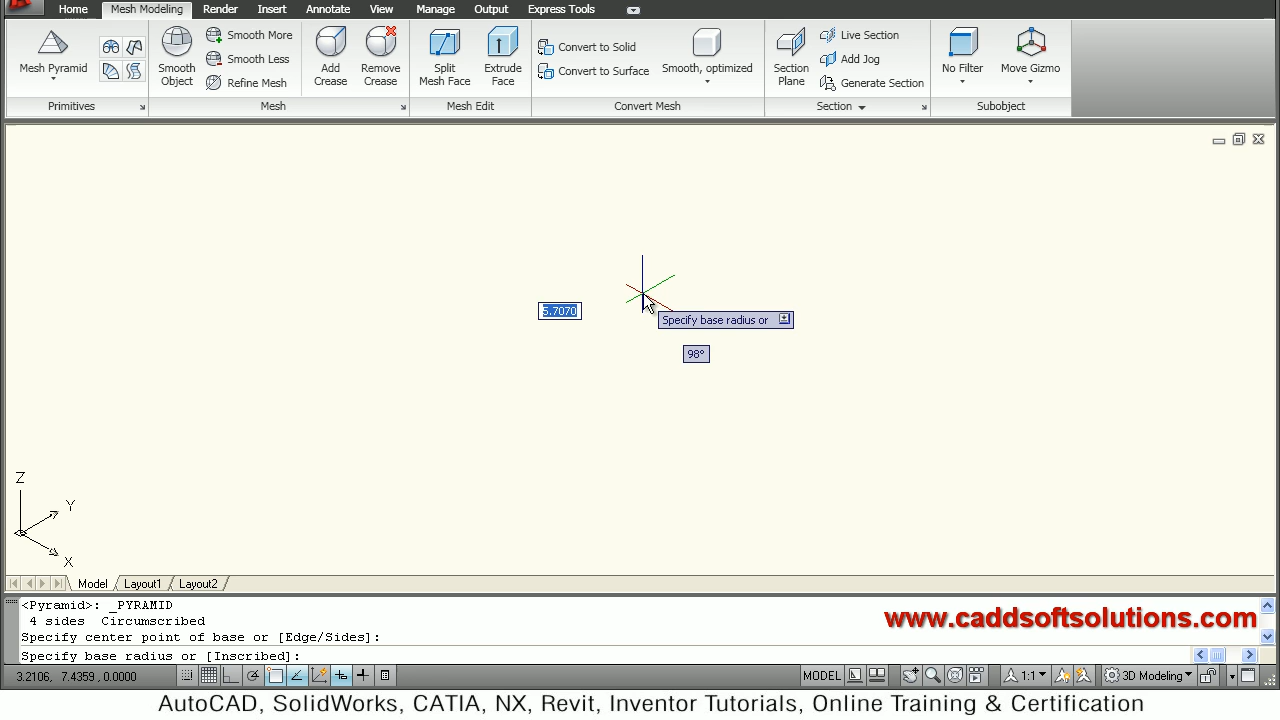 Home Mesh Modeling Render Insert Annotate View Manage Output Express Tools
Mesh Pyramid
Smooth Object
Smooth More
Smooth Less
Refine Mesh
Add Crease
Remove Crease
Split Mesh Face
Extrude Face
Convert to Solid
Convert to Surface
Smooth, optimized
Section Plane
Live Section
Add Jog
Generate Section
No Filter
Move Gizmo
Primitives Mesh Mesh Edit Convert Mesh Section Subobject
5.7070
Specify base radius or
98°
Z
Y
X
Model Layout1 Layout2
<Pyramid>: _PYRAMID
4 sides Circumscribed
Specify center point of base or [Edge/Sides]:
Specify base radius or [Inscribed]:
www.caddsoftsolutions.com
3.2106, 7.4359, 0.0000 MODEL 1:1 3D Modeling
AutoCAD, SolidWorks, CATIA, NX, Revit, Inventor Tutorials, Online Training & Certification